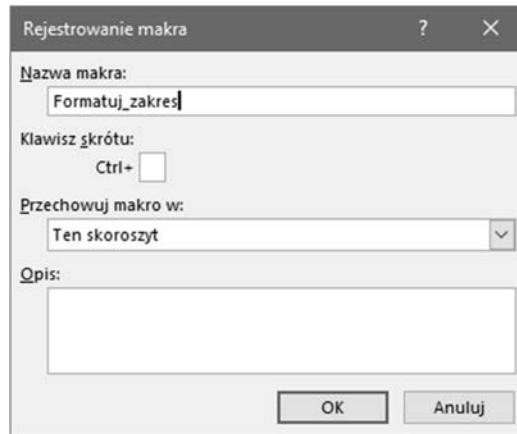 Rejestrowanie makra ? ×
Nazwa makra:
Formatuj_zakres
Klawisz skrótu:
Ctrl+
Przechowuj makro w:
Ten skoroszyt
Opis:
OK Anuluj